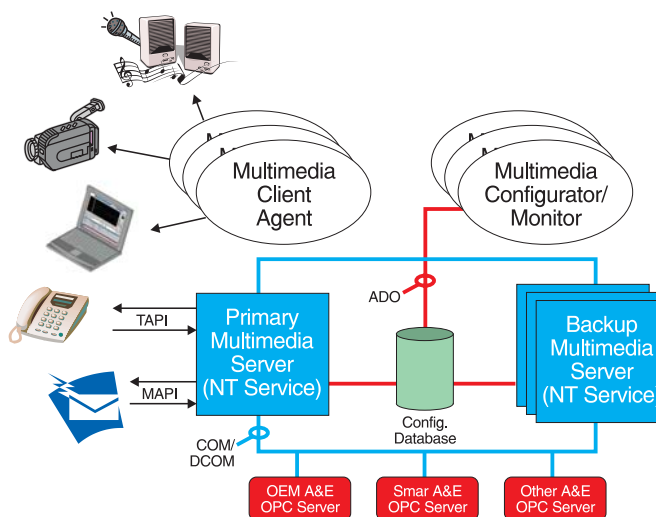 Multimedia
Client
Agent
Multimedia
Configurator/
Monitor
ADO
TAPI
Primary
Multimedia
Server
(NT Service)
Backup
Multimedia
Server
(NT Service)
MAPI
Config.
Database
COM/
DCOM
OEM A&E
OPC Server
Smar A&E
OPC Server
Other A&E
OPC Server